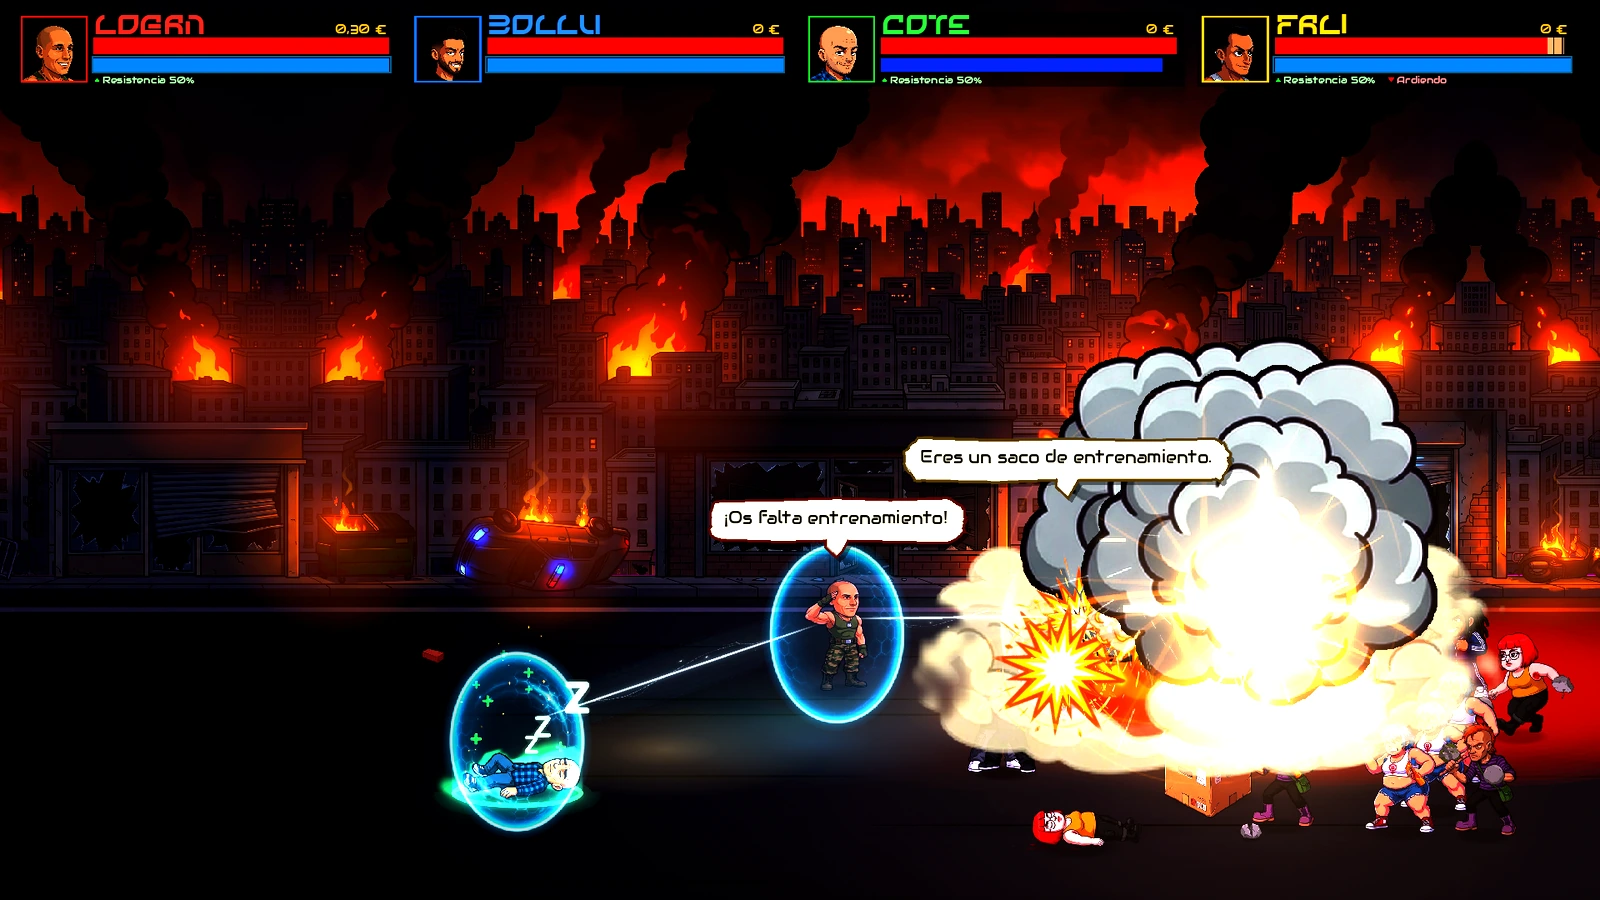 LOGAN
0,30 €
Resistencia 50%
BOLLU
0 €
COTE
0 €
Resistencia 50%
FALI
0 €
Resistencia 50%
Ardiendo
Eres un saco de entrenamiento.
¡Os falta entrenamiento!
Z
Z
Z